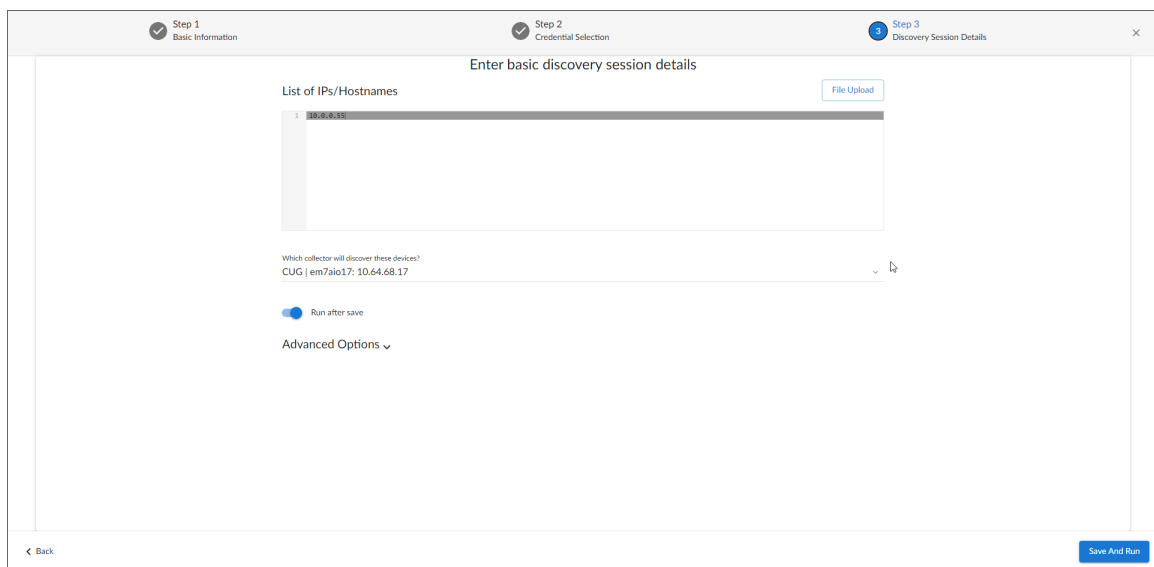 Step 1
Basic Information
Step 2
Credential Selection
3
Step 3
Discovery Session Details
Enter basic discovery session details
List of IPs/Hostnames
File Upload
1 10.0.0.55
Which collector will discover these devices?
CUG | em7aio17: 10.64.68.17
Run after save
Advanced Options
Back
Save And Run